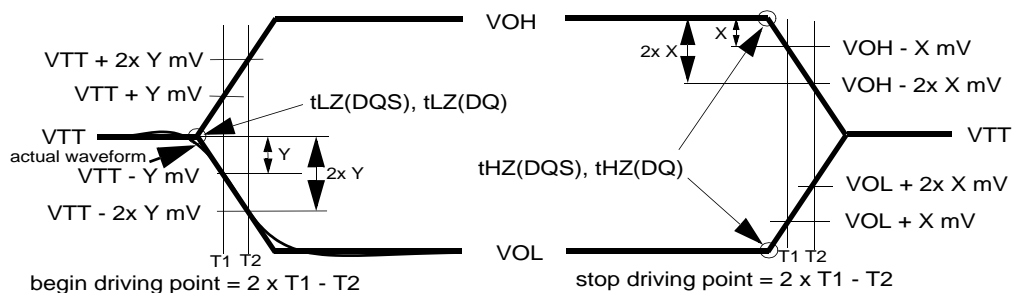 VOH
VTT + 2x Y mV
VTT + Y mV
tLZ(DQS), tLZ(DQ)
VTT
actual waveform
Y
2x Y
VTT - Y mV
VTT - 2x Y mV
T1 T2
VOL
begin driving point = 2 x T1 - T2
X
2x X
VOH - X mV
VOH - 2x X mV
VTT
tHZ(DQS), tHZ(DQ)
VOL + 2x X mV
VOL + X mV
T1 T2
stop driving point = 2 x T1 - T2